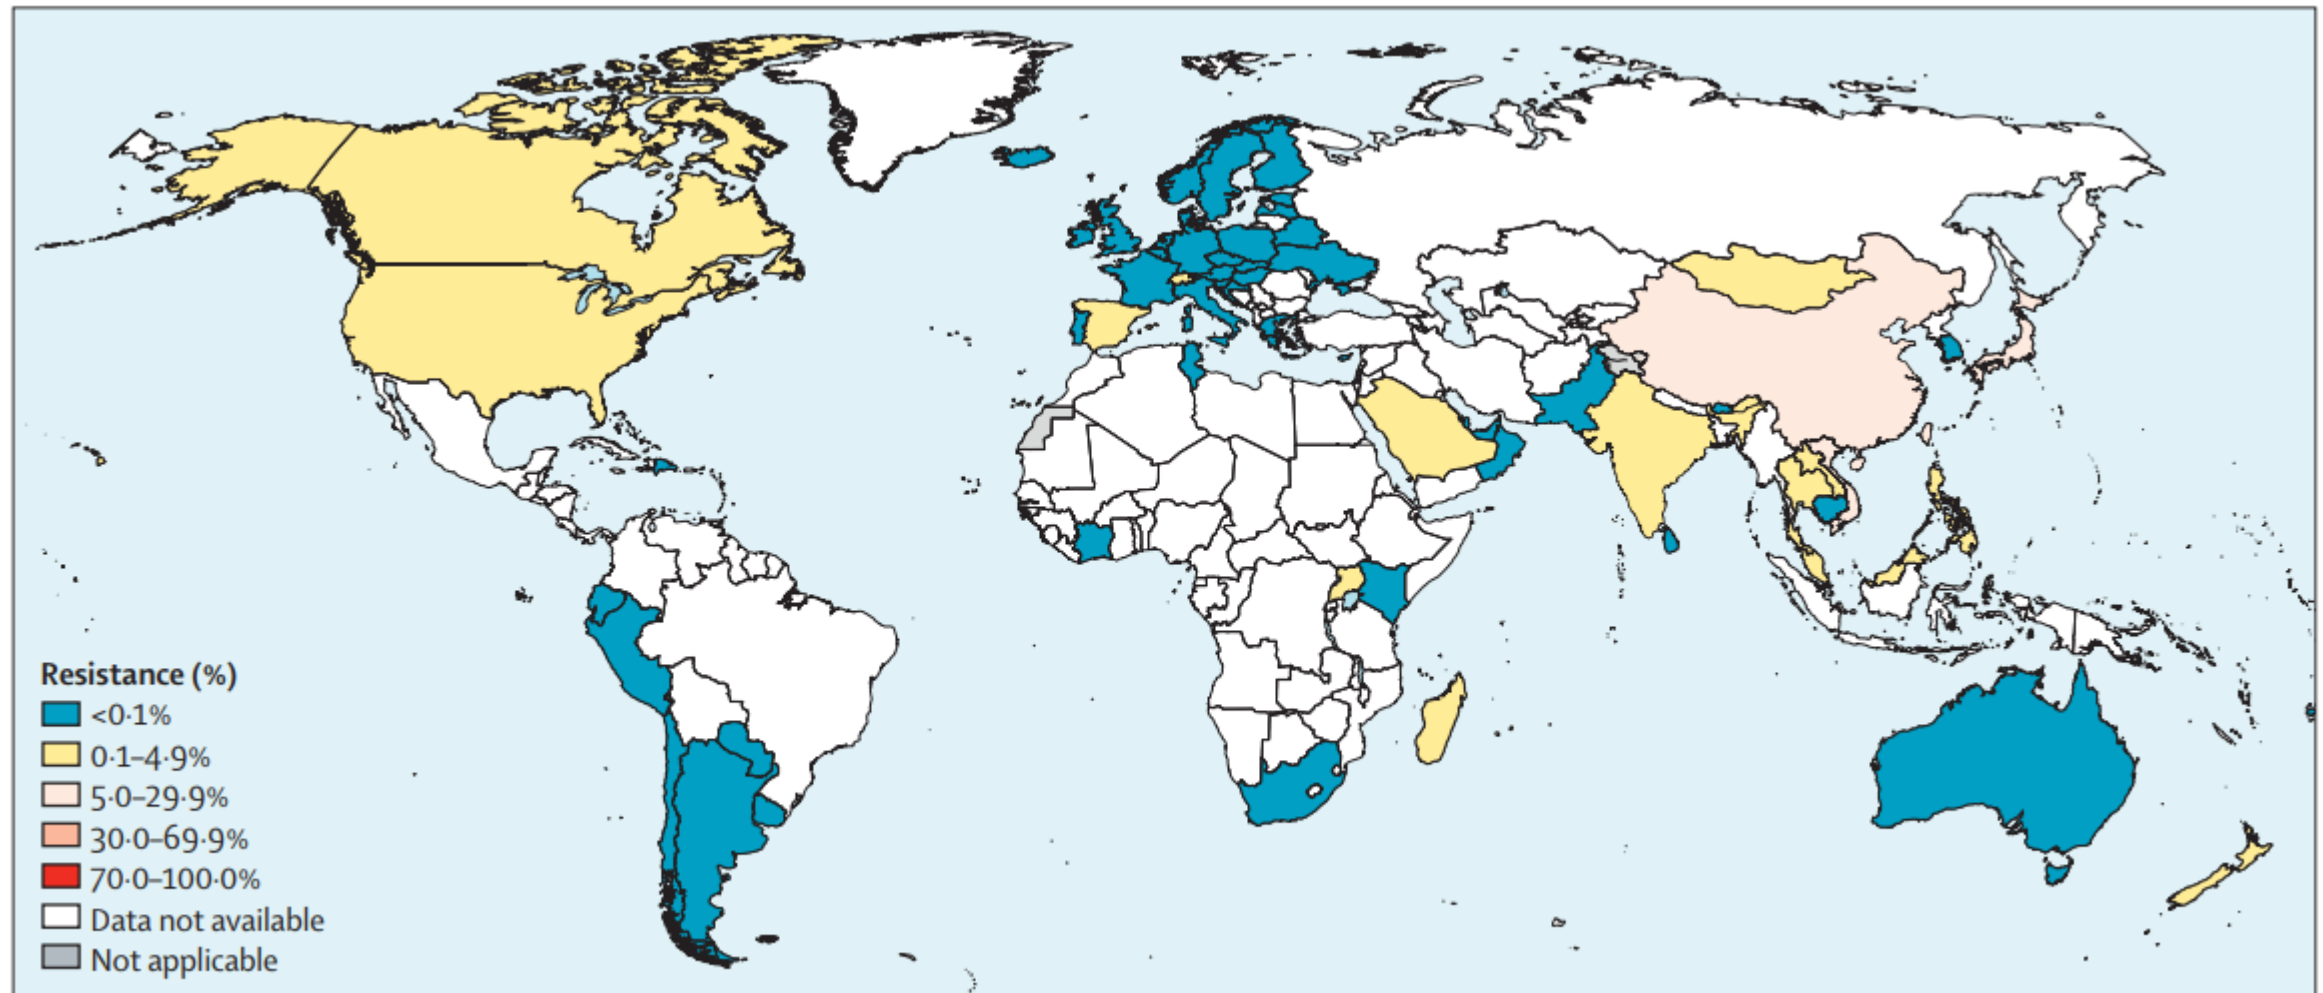 Resistance (%)
<0·1%
0·1–4·9%
5·0–29·9%
30·0–69·9%
70·0–100·0%
Data not available
Not applicable